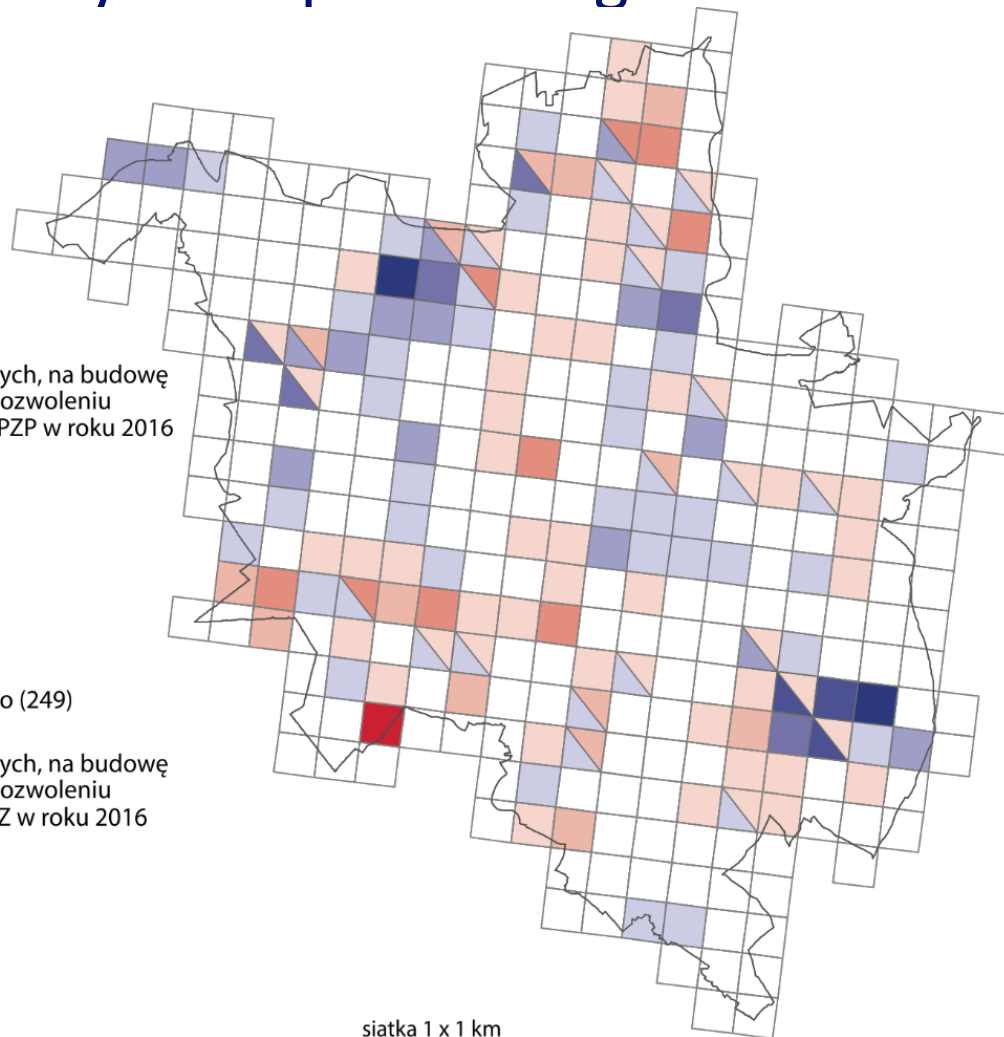 ych, na budowę
ozwoleniu
PZP w roku 2016
o (249)
ych, na budowę
ozwoleniu
Z w roku 2016
siatka 1 x 1 km